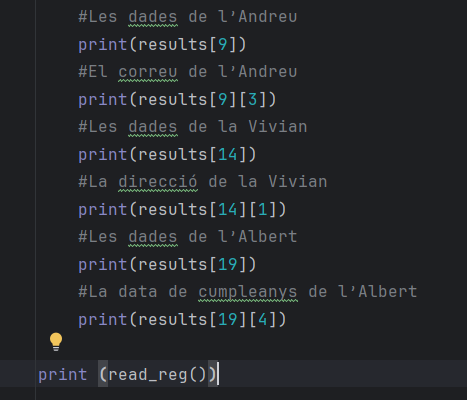 #Les dades de l'Andreu
print(results[9])
#El correu de l'Andreu
print(results[9][3])
#Les dades de la Vivian
print(results[14])
#La direcció de la Vivian
print(results[14][1])
#Les dades de l'Albert
print(results[19])
#La data de cumpleanys de l'Albert
print(results[19][4])
print (read_reg())